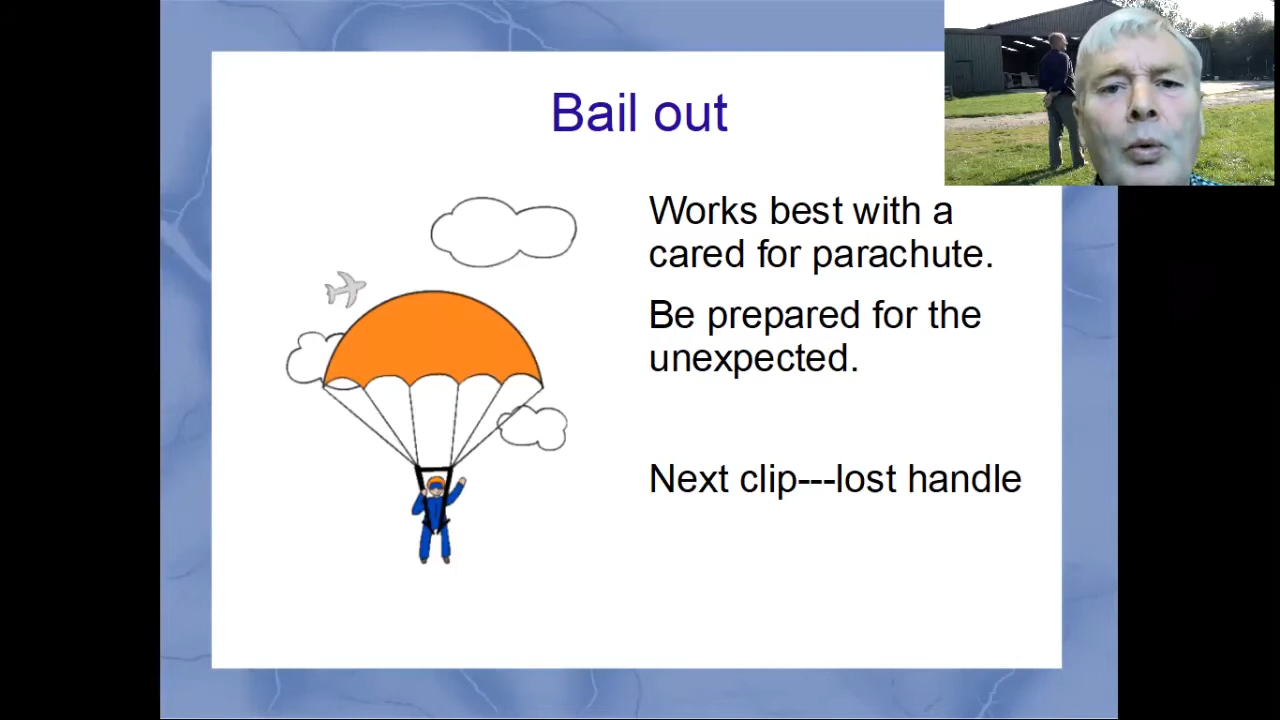 Bail out
Works best with a
cared for parachute.
Be prepared for the
unexpected.
Next clip---lost handle